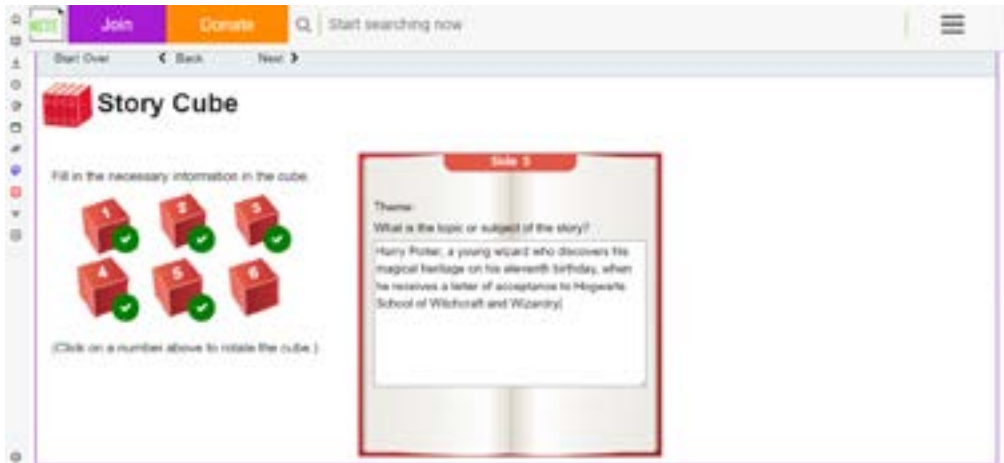 NCTE Join Donate Start searching now
Start Over Back Next
Story Cube
Side 5
Fill in the necessary information in the cube.
Theme:
What is the topic or subject of the story?
1 2 3
Harry Potter, a young wizard who discovers his
magical heritage on his eleventh birthday, when
he receives a letter of acceptance to Hogwarts
School of Witchcraft and Wizardry
4 5 6
(Click on a number above to rotate the cube.)